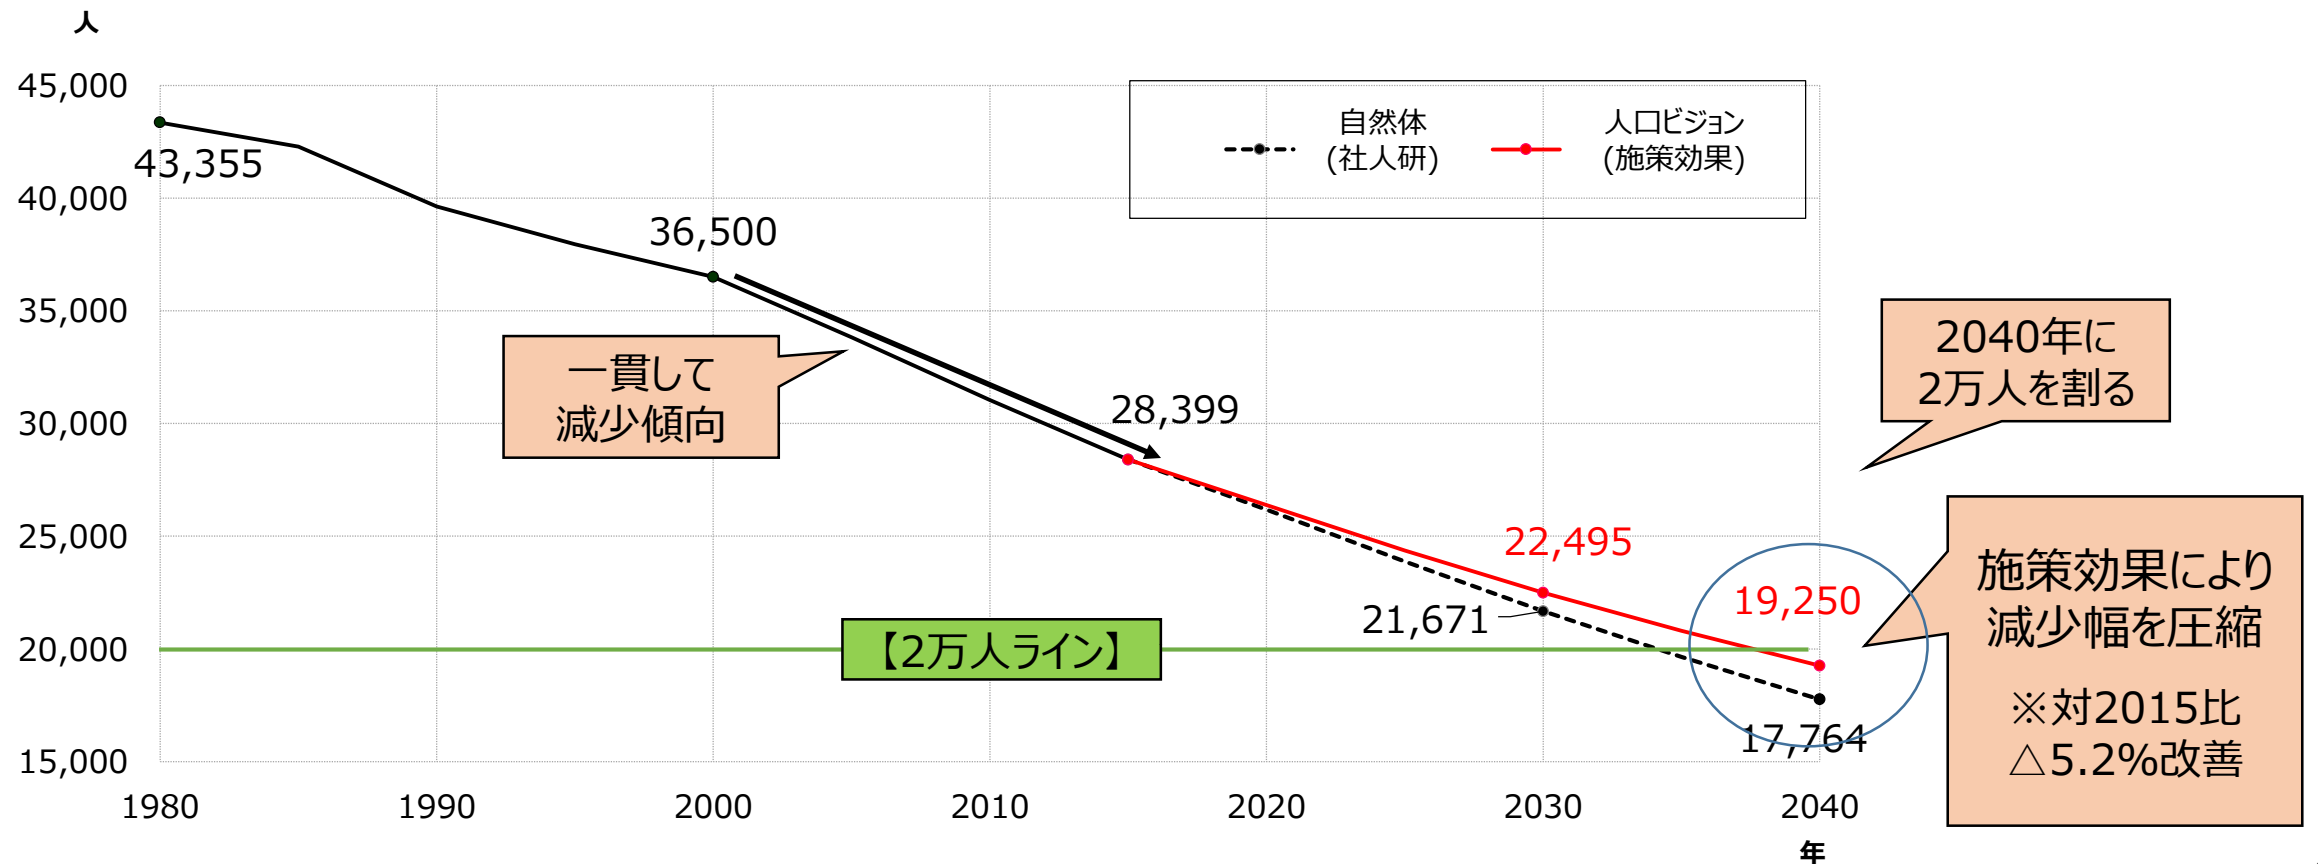 人
45,000
40,000
35,000
30,000
25,000
20,000
15,000
自然体
(社人研)
人口ビジョン
(施策効果)
43,355
36,500
28,399
22,495
21,671
19,250
17,764
一貫して
減少傾向
2040年に
2万人を割る
【2万人ライン】
施策効果により
減少幅を圧縮
※対2015比
△5.2%改善
1980
1990
2000
2010
2020
2030
2040
年